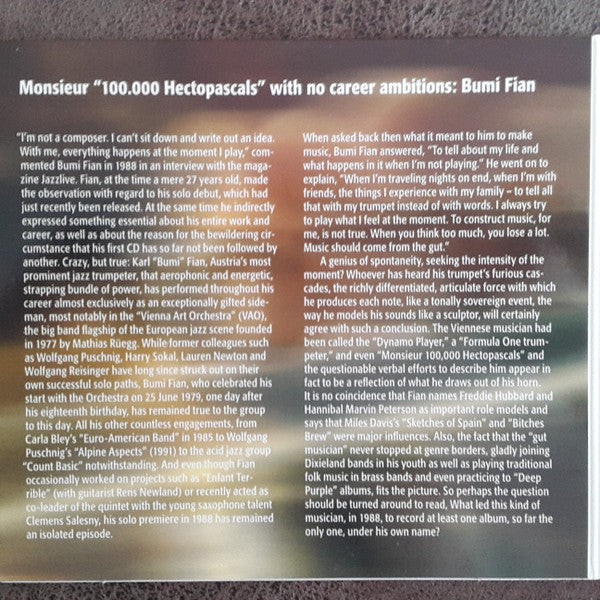 Monsieur "100.000 Hectopascals" with no career ambitions: Bumi Fian
"I'm not a composer. I can't sit down and write out an idea.
With me, everything happens at the moment I play," com-
mented Bumi Fian in 1988 in an interview with the maga-
zine Jazzlive. Fian, at the time a mere 27 years old, made
the observation with regard to his solo debut, which had
just recently been released. At the same time he indirectly
expressed something essential about his entire work and
career, as well as about the reason for the bewildering cir-
cumstance that his first CD has so far not been followed by
another. Crazy, but true: Karl "Bumi" Fian, Austria's most
prominent jazz trumpeter, that aerophonic and energetic,
strapping bundle of power, has performed throughout his
career almost exclusively as an exceptionally gifted side-
man, most notably in the "Vienna Art Orchestra" (VAO),
the big band flagship of the European jazz scene founded
in 1977 by Mathias Rüegg. While former colleagues such
as Wolfgang Puschnig, Harry Sokal, Lauren Newton and
Wolfgang Reisinger have long since struck out on their
own successful solo paths, Bumi Fian, who celebrated his
start with the Orchestra on 25 June 1979, one day after
his eighteenth birthday, has remained true to the group
to this day. All his other countless engagements, from
Carla Bley's "Euro-American Band" in 1985 to Wolfgang
Puschnig's "Alpine Aspects" (1991) to the acid jazz group
"Count Basic" notwithstanding. And even though Fian
occasionally worked on projects such as "Enfant Ter-
rible" (with guitarist Rens Newland) or recently acted as
co-leader of the quintet with the young saxophone talent
Clemens Salesny, his solo premiere in 1988 has remained
an isolated episode.
When asked back then what it meant to him to make
music, Bumi Fian answered, "To tell about my life and
what happens in it when I'm not playing." He went on to
explain, "When I'm traveling nights on end, when I'm with
friends, the things I experience with my family – to tell all
that with my trumpet instead of with words. I always try
to play what I feel at the moment. To construct music, for
me, is not true. When you think too much, you lose a lot.
Music should come from the gut."
A genius of spontaneity, seeking the intensity of the
moment? Whoever has heard his trumpet's furious cas-
cades, the richly differentiated, articulate force with which
he produces each note, like a tonally sovereign event, the
way he models his sounds like a sculptor, will certainly
agree with such a conclusion. The Viennese musician had
been called the "Dynamo Player," a "Formula One trum-
peter," and even "Monsieur 100,000 Hectopascals" and
the questionable verbal efforts to describe him appear in
fact to be a reflection of what he draws out of his horn.
It is no coincidence that Fian names Freddie Hubbard and
Hannibal Marvin Peterson as important role models and
says that Miles Davis's "Sketches of Spain" and "Bitches
Brew" were major influences. Also, the fact that the "gut
musician" never stopped at genre borders, gladly joining
Dixieland bands in his youth as well as playing traditional
folk music in brass bands and even practicing to "Deep
Purple" albums, fits the picture. So perhaps the question
should be turned around to read, What led this kind of
musician, in 1988, to record at least one album, so far the
only one, under his own name?